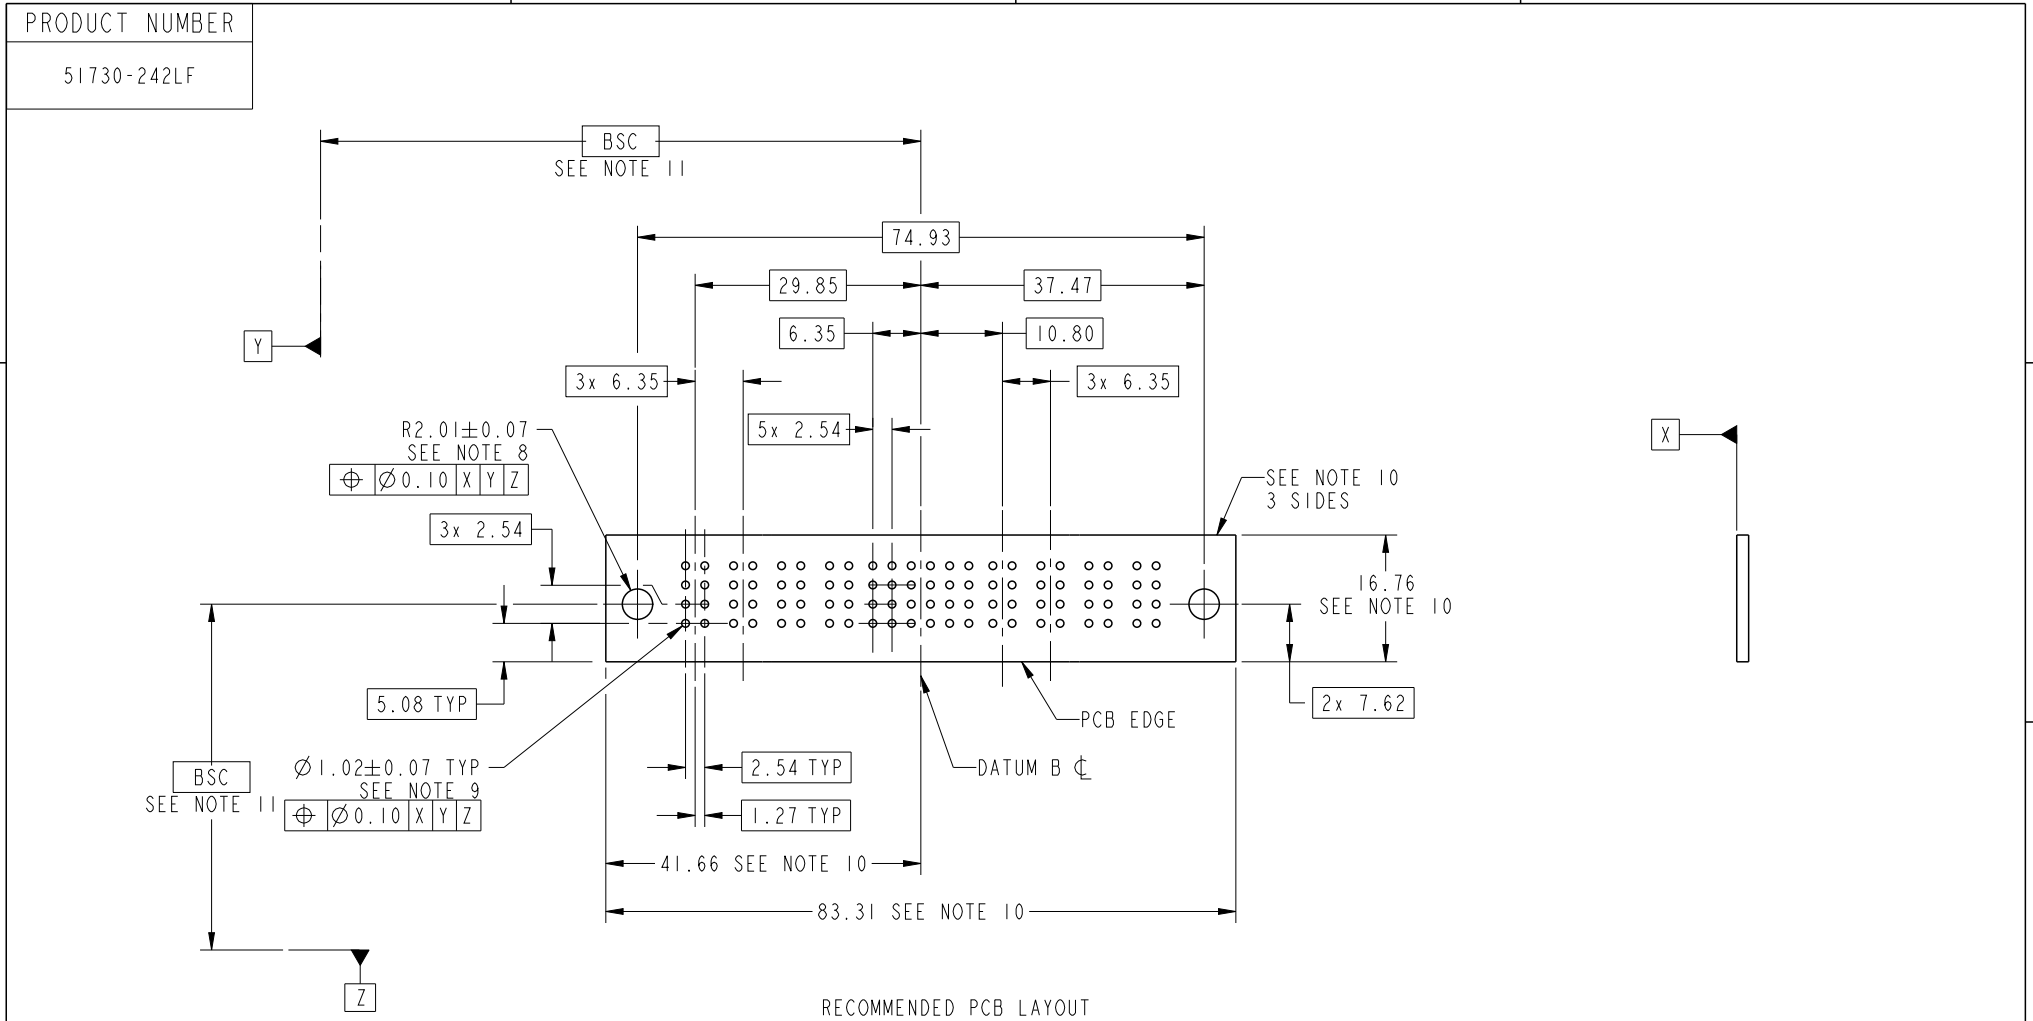 PRODUCT NUMBER
51730-242LF
BSC
SEE NOTE 11
74.93
29.85
37.47
Y
6.35
10.80
3x 6.35
3x 6.35
R2.01±0.07
SEE NOTE 8
⌖ Ø0.10 X Y Z
5x 2.54
X
SEE NOTE 10
3 SIDES
3x 2.54
16.76
SEE NOTE 10
5.08 TYP
2x 7.62
PCB EDGE
BSC
SEE NOTE 11
Ø1.02±0.07 TYP
SEE NOTE 9
⌖ Ø0.10 X Y Z
2.54 TYP
DATUM B ℄
1.27 TYP
41.66 SEE NOTE 10
83.31 SEE NOTE 10
Z
RECOMMENDED PCB LAYOUT